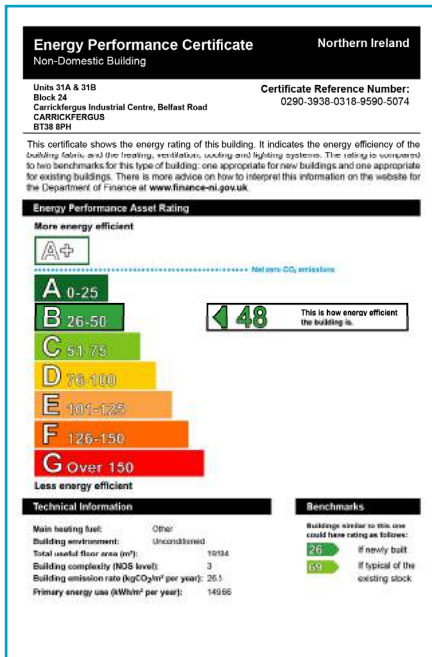 Energy Performance Certificate
Northern Ireland
Non-Domestic Building
Units 31A & 31B
Block 24
Carrickfergus Industrial Centre, Belfast Road
CARRICKFERGUS
BT38 8PH
Certificate Reference Number:
0290-3938-0318-9590-5074
This certificate shows the energy rating of this building. It indicates the energy efficiency of the
building fabric and the heating, ventilation, cooling and lighting systems. The rating is compared
to two benchmarks for this type of building: one appropriate for new buildings and one appropriate
for existing buildings. There is more advice on how to interpret this information on the website for
the Department of Finance at www.finance-ni.gov.uk.
Energy Performance Asset Rating
More energy efficient
A+
Net zero CO₂ emissions
A 0-25
B 26-50
48
This is how energy efficient
the building is.
C 51-75
D 76-100
E 101-125
F 126-150
G Over 150
Less energy efficient
Technical Information
Main heating fuel: Other
Building environment: Unconditioned
Total useful floor area (m²):
Building complexity (NOS level): 3
Building emission rate (kgCO₂/m² per year):
Primary energy use (kWh/m² per year):
Benchmarks
Buildings similar to this one
could have rating as follows:
26 If newly built
69 If typical of the
existing stock